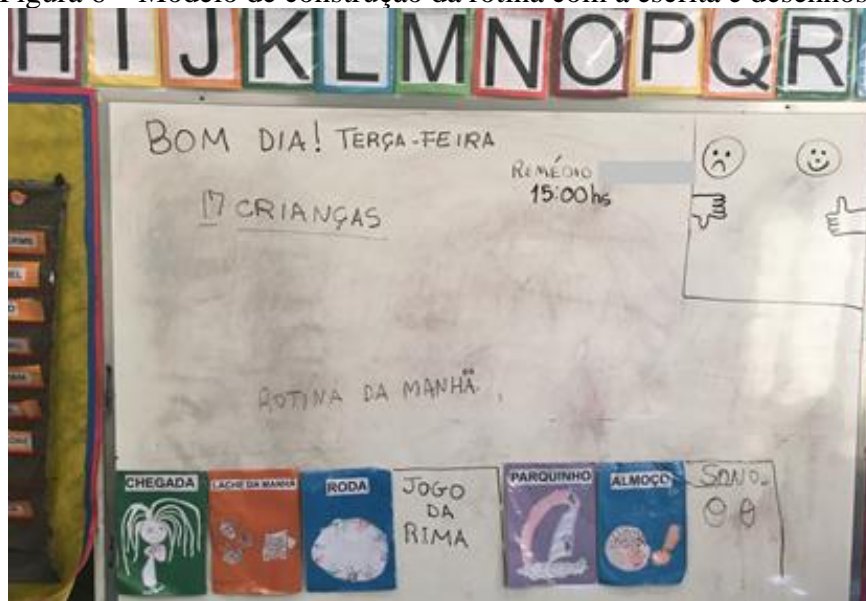 Figura 6 – Modelo de construção da rotina com a escrita e desenhos
H I J K L M N O P Q R
BOM DIA! TERÇA-FEIRA
REMÉDIO
15:00hs
17 CRIANÇAS
ROTINA DA MANHÃ.
CHEGADA
LACHE DA MANHÃ
RODA
JOGO
DA
RIMA
PARQUINHO
ALMOÇO
SONO